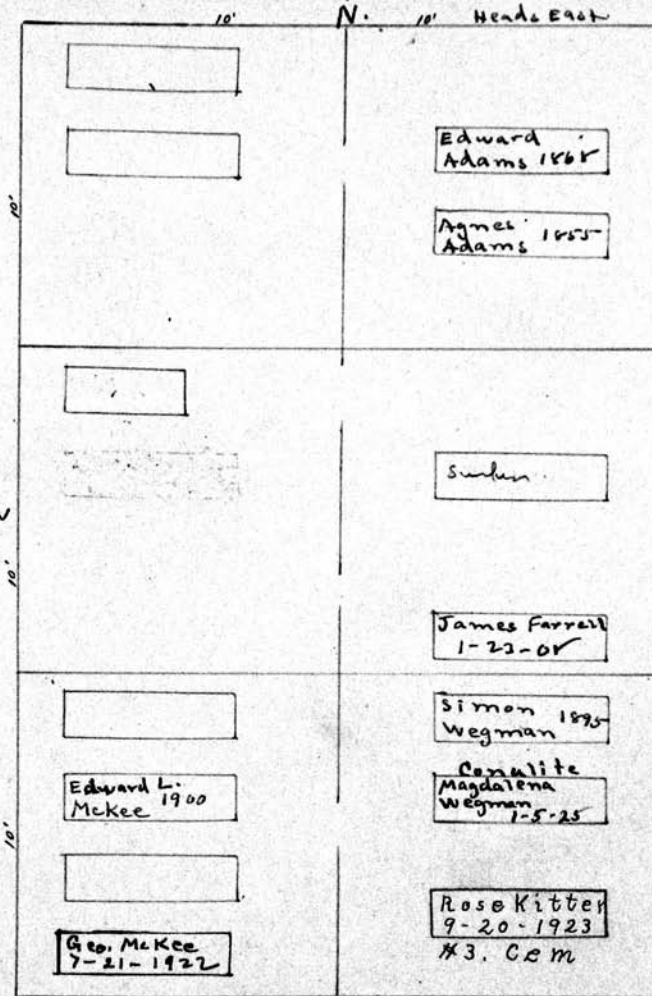 10'
N.
10'
Heads East
Edward
Adams 1868
10'
Agnes
Adams 1855
Sunken
10'
James Farrell
1-23-08
Simon
Wegman 1895
Edward L.
McKee 1900
Conalite
Magdalena
Wegman
1-5-25
10'
Rose Kitter
9-20-1923
#3. Cem
Geo. McKee
7-21-1922